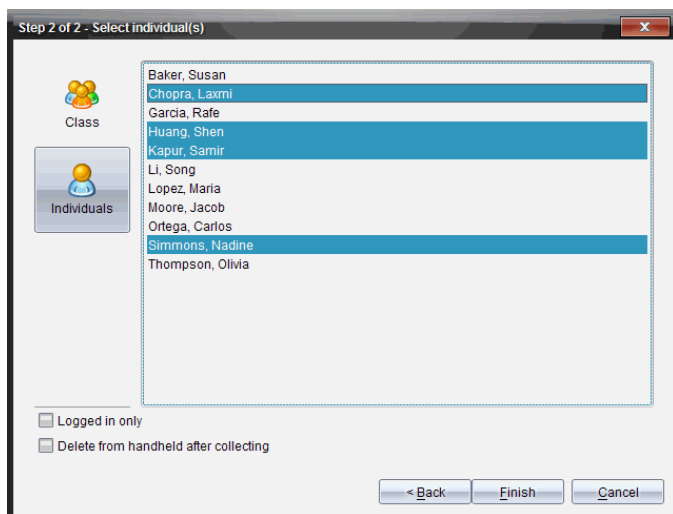 Step 2 of 2 - Select individual(s)
Class
Individuals
Baker, Susan
Chopra, Laxmi
Garcia, Rafe
Huang, Shen
Kapur, Samir
Li, Song
Lopez, Maria
Moore, Jacob
Ortega, Carlos
Simmons, Nadine
Thompson, Olivia
Logged in only
Delete from handheld after collecting
< Back
Finish
Cancel